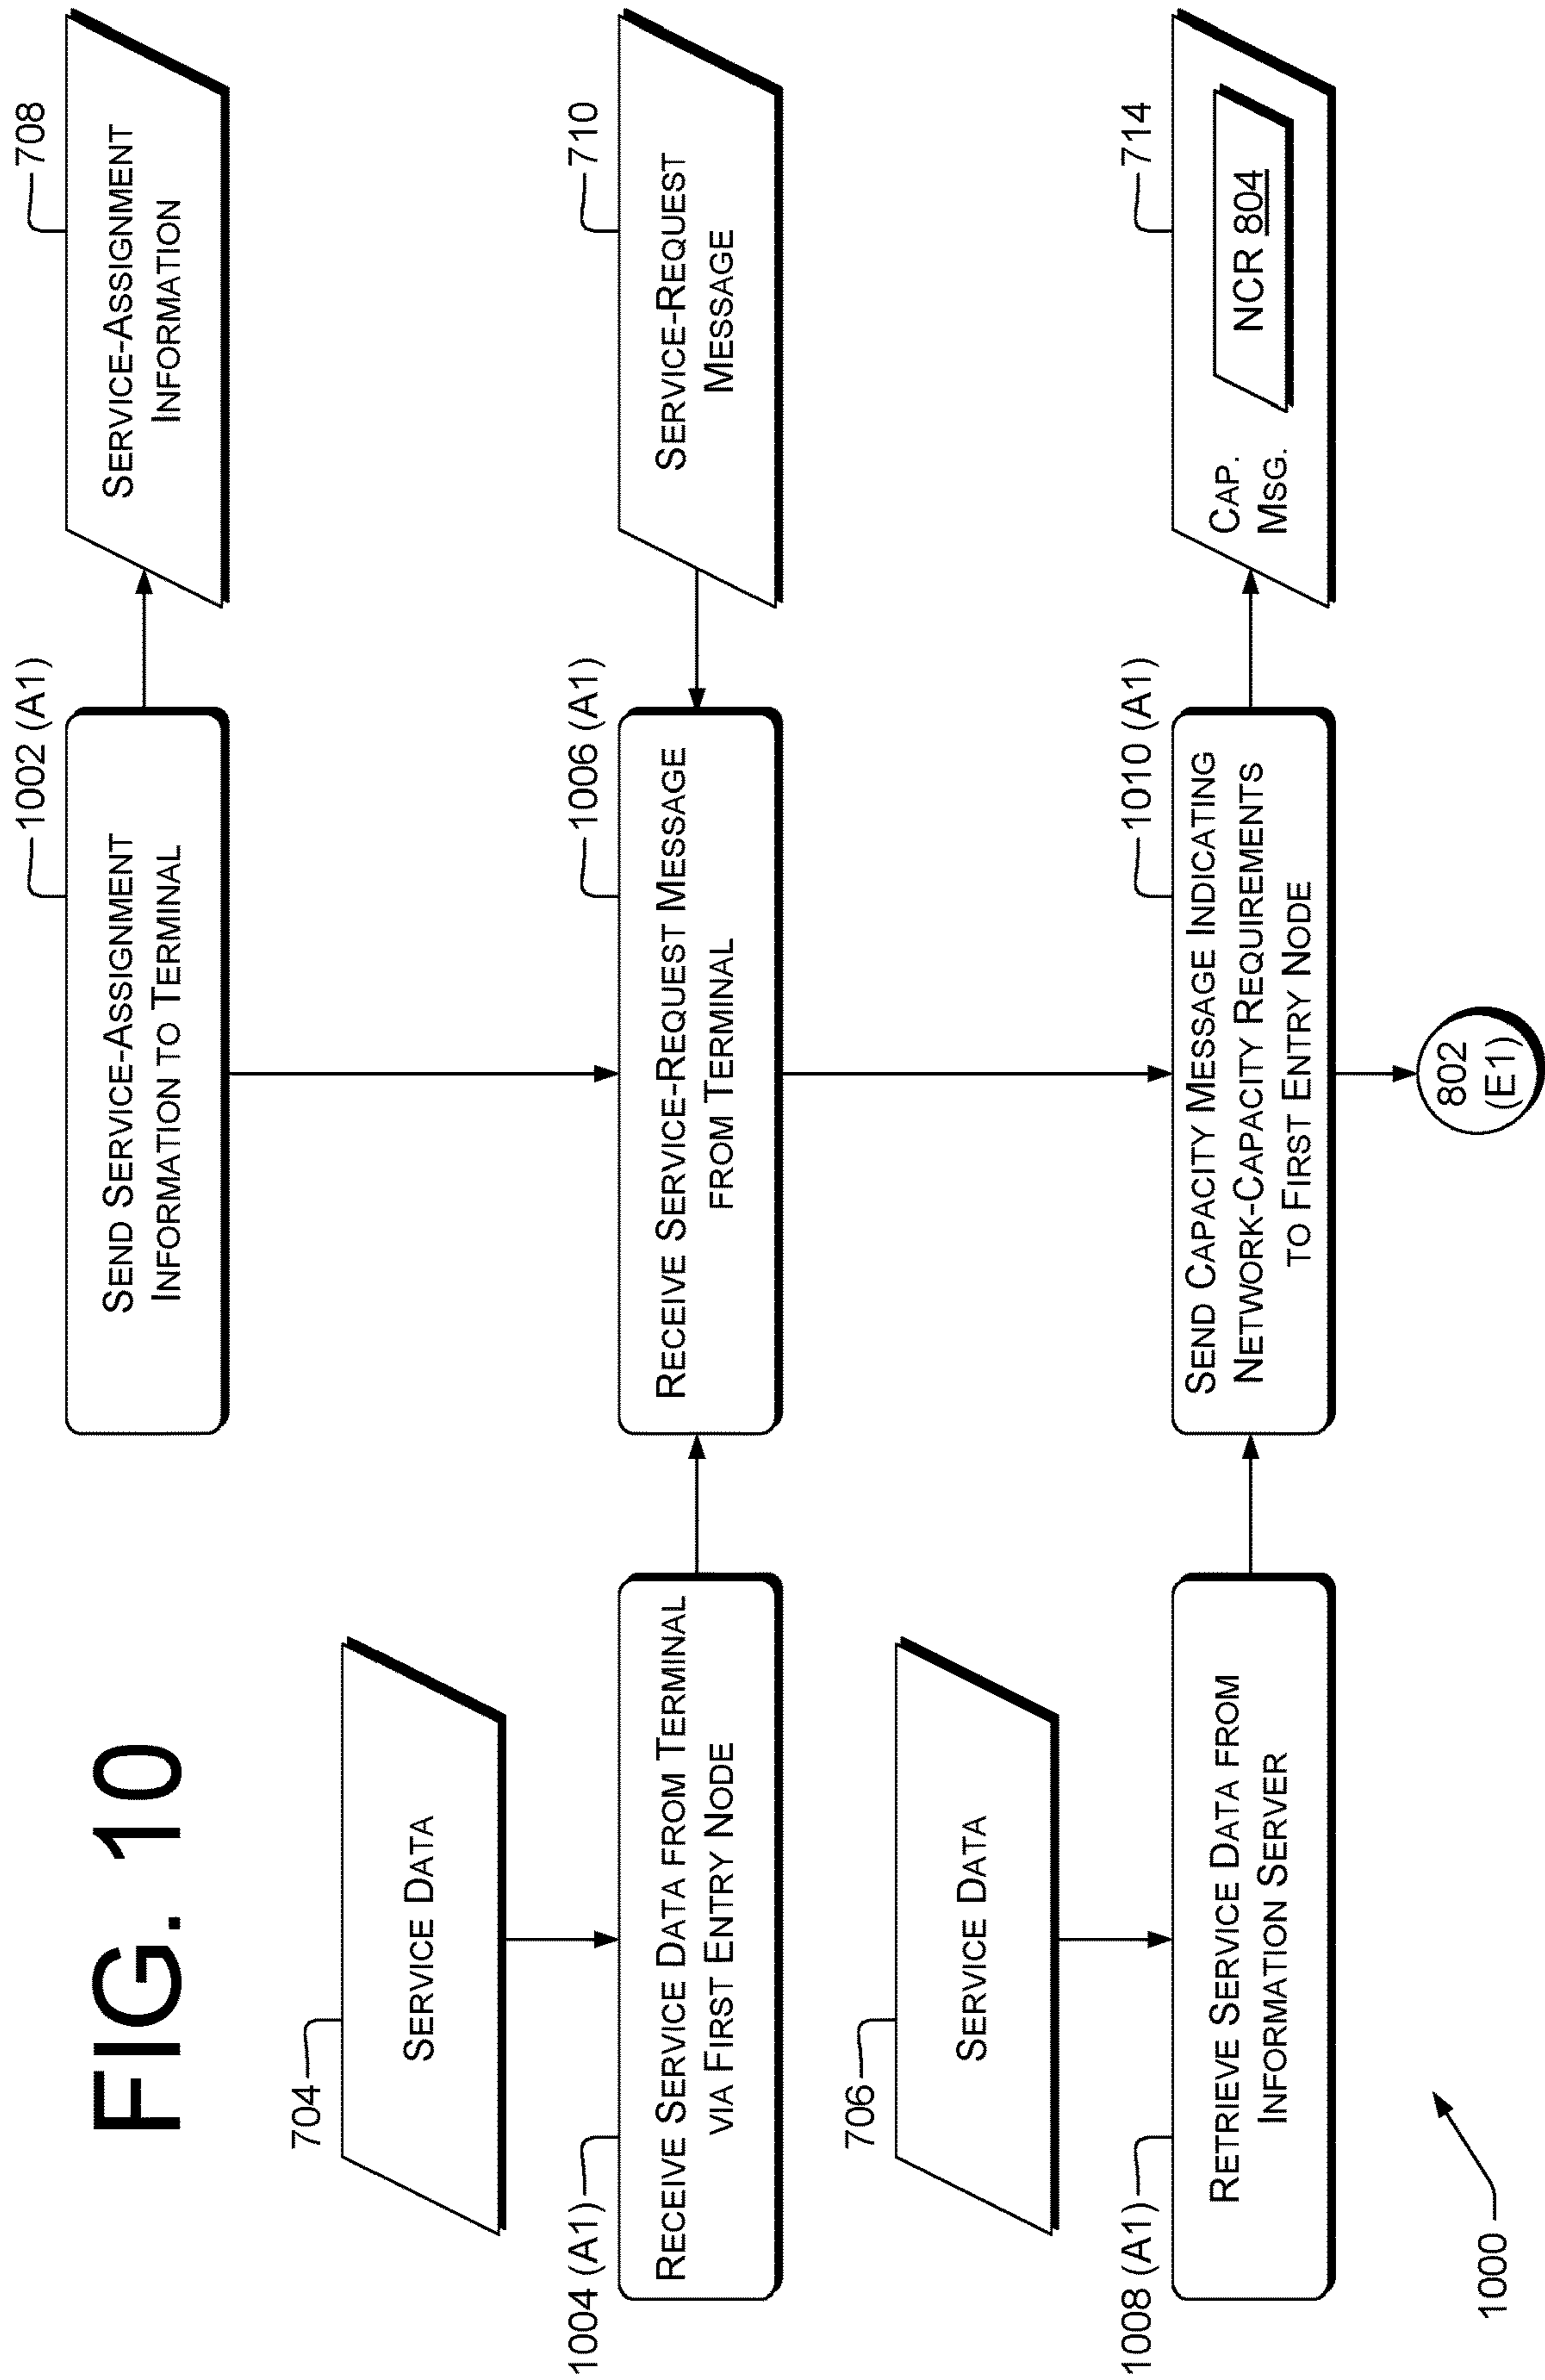 FIG. 10
1002 (A1)
SEND SERVICE-ASSIGNMENT
INFORMATION TO TERMINAL
708
SERVICE-ASSIGNMENT
INFORMATION
704
SERVICE DATA
1004 (A1)
RECEIVE SERVICE DATA FROM TERMINAL
VIA FIRST ENTRY NODE
1006 (A1)
RECEIVE SERVICE-REQUEST MESSAGE
FROM TERMINAL
710
SERVICE-REQUEST
MESSAGE
706
SERVICE DATA
1008 (A1)
RETRIEVE SERVICE DATA FROM
INFORMATION SERVER
1010 (A1)
SEND CAPACITY MESSAGE INDICATING
NETWORK-CAPACITY REQUIREMENTS
TO FIRST ENTRY NODE
714
CAP.
MSG.
NCR 804
802
(E1)
1000